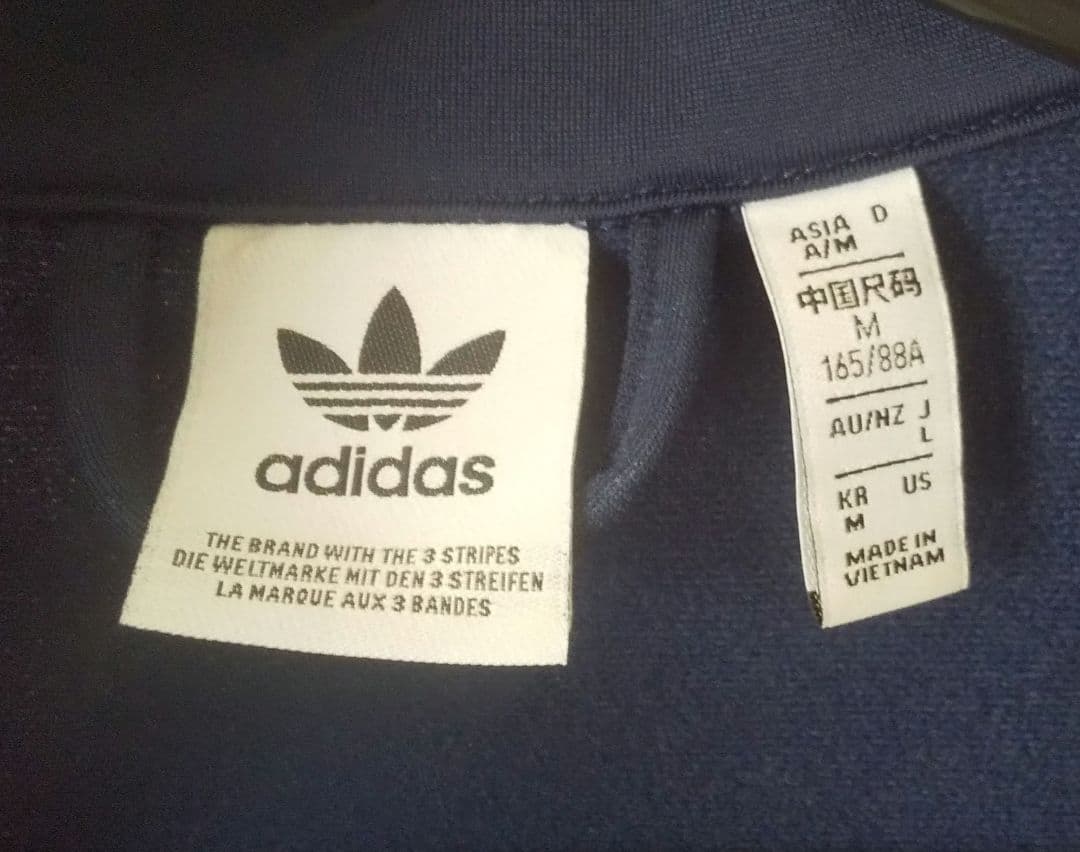 adidas
THE BRAND WITH THE 3 STRIPES
DIE WELTMARKE MIT DEN 3 STREIFEN
LA MARQUE AUX 3 BANDES
ASIA D
A/M
中国尺码
M
165/88A
AU/NZ J
L
KR US
M
MADE IN
VIETNAM